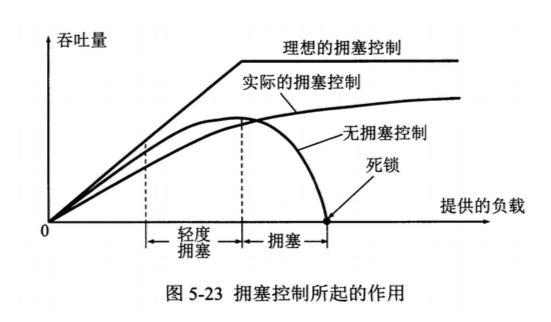 吞吐量
理想的拥塞控制
实际的拥塞控制
无拥塞控制
死锁
提供的负载
0
轻度
拥塞
拥塞
图 5-23 拥塞控制所起的作用